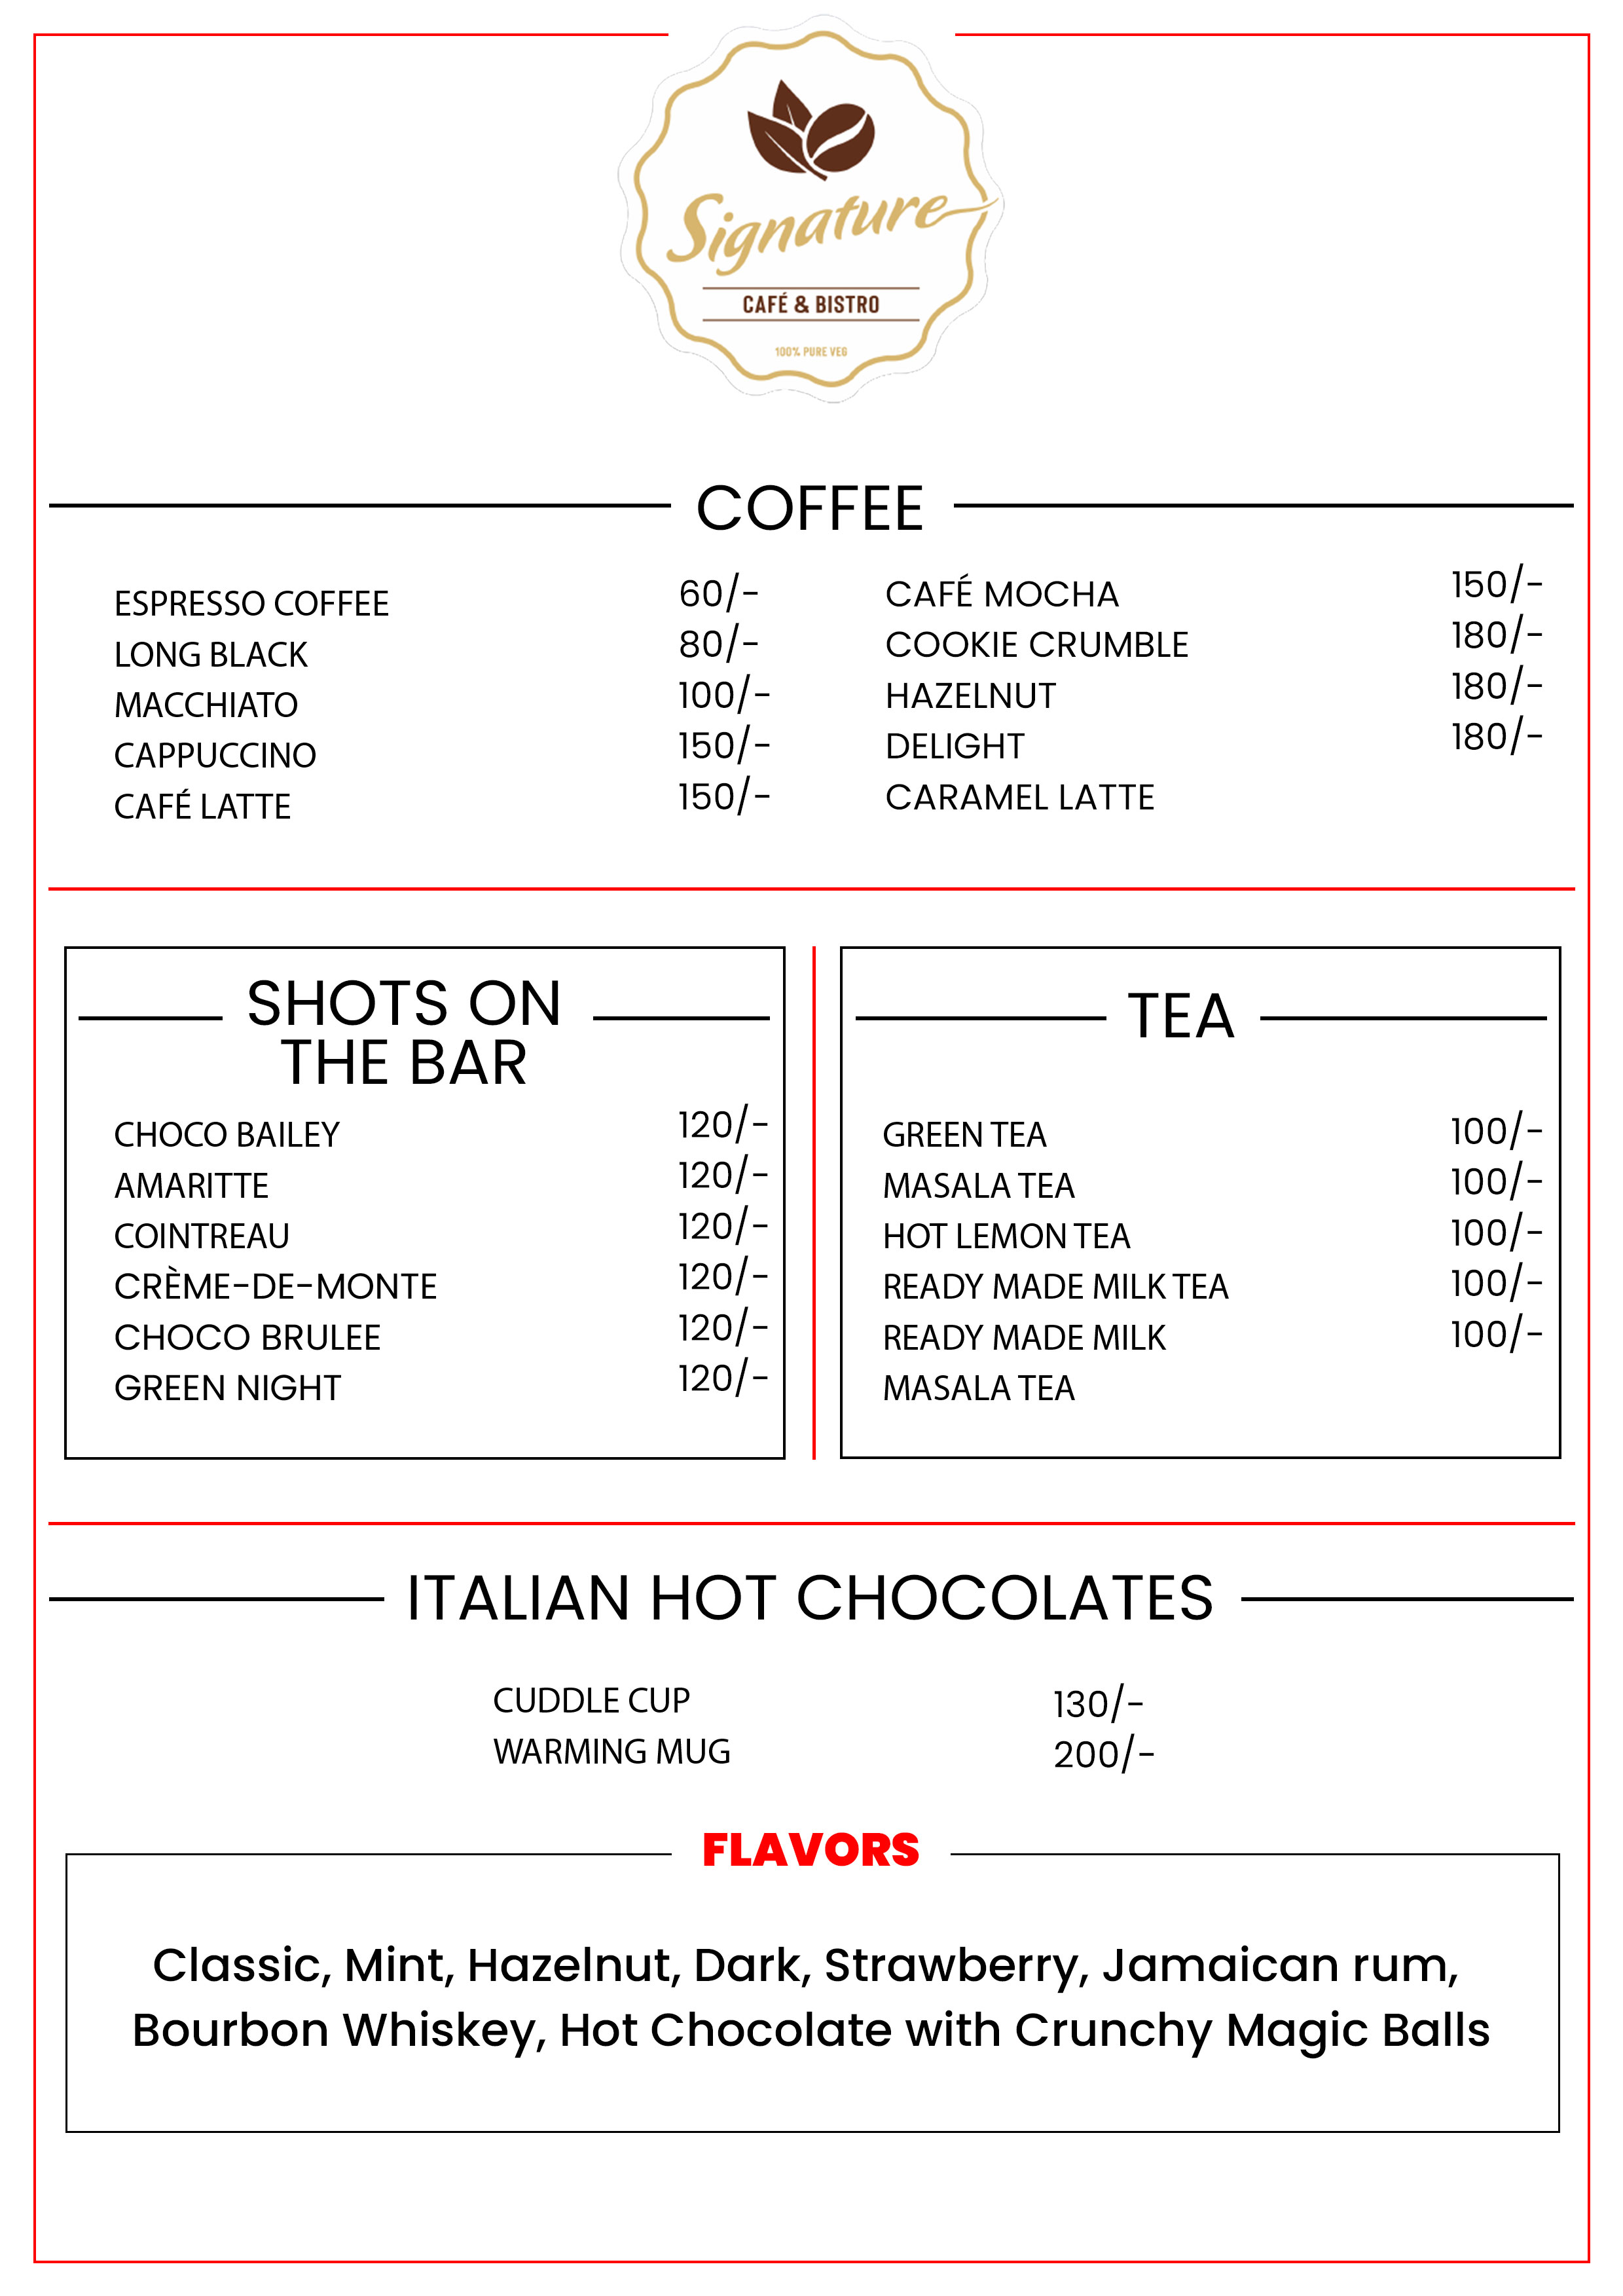 Signature
CAFÉ & BISTRO
100% PURE VEG
COFFEE
ESPRESSO COFFEE 60/-
LONG BLACK 80/-
MACCHIATO 100/-
CAPPUCCINO 150/-
CAFÉ LATTE 150/-
CAFÉ MOCHA 150/-
COOKIE CRUMBLE 180/-
HAZELNUT 180/-
DELIGHT 180/-
CARAMEL LATTE
SHOTS ON
THE BAR
CHOCO BAILEY 120/-
AMARITTE 120/-
COINTREAU 120/-
CRÈME-DE-MONTE 120/-
CHOCO BRULEE 120/-
GREEN NIGHT 120/-
TEA
GREEN TEA 100/-
MASALA TEA 100/-
HOT LEMON TEA 100/-
READY MADE MILK TEA 100/-
READY MADE MILK 100/-
MASALA TEA
ITALIAN HOT CHOCOLATES
CUDDLE CUP 130/-
WARMING MUG 200/-
FLAVORS
Classic, Mint, Hazelnut, Dark, Strawberry, Jamaican rum,
Bourbon Whiskey, Hot Chocolate with Crunchy Magic Balls